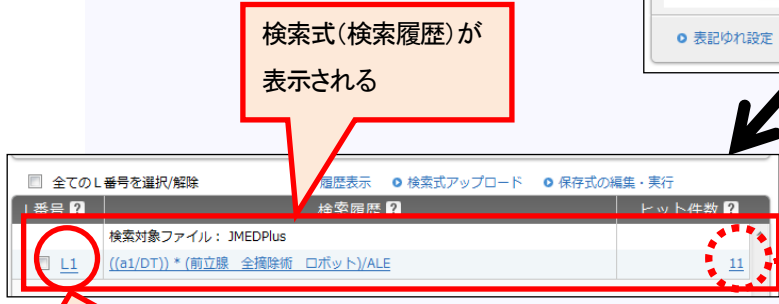 検索式(検索履歴)が
表示される
表記ゆれ設定
全てのL番号を選択/解除 履歴表示 検索式アップロード 保存式の編集・実行
L番号 ? 検索履歴 ? ヒット件数 ?
検索対象ファイル: JMEDPlus
L1 ((a1/DT)) * (前立腺 全摘除術 ロボット)/ALE 11